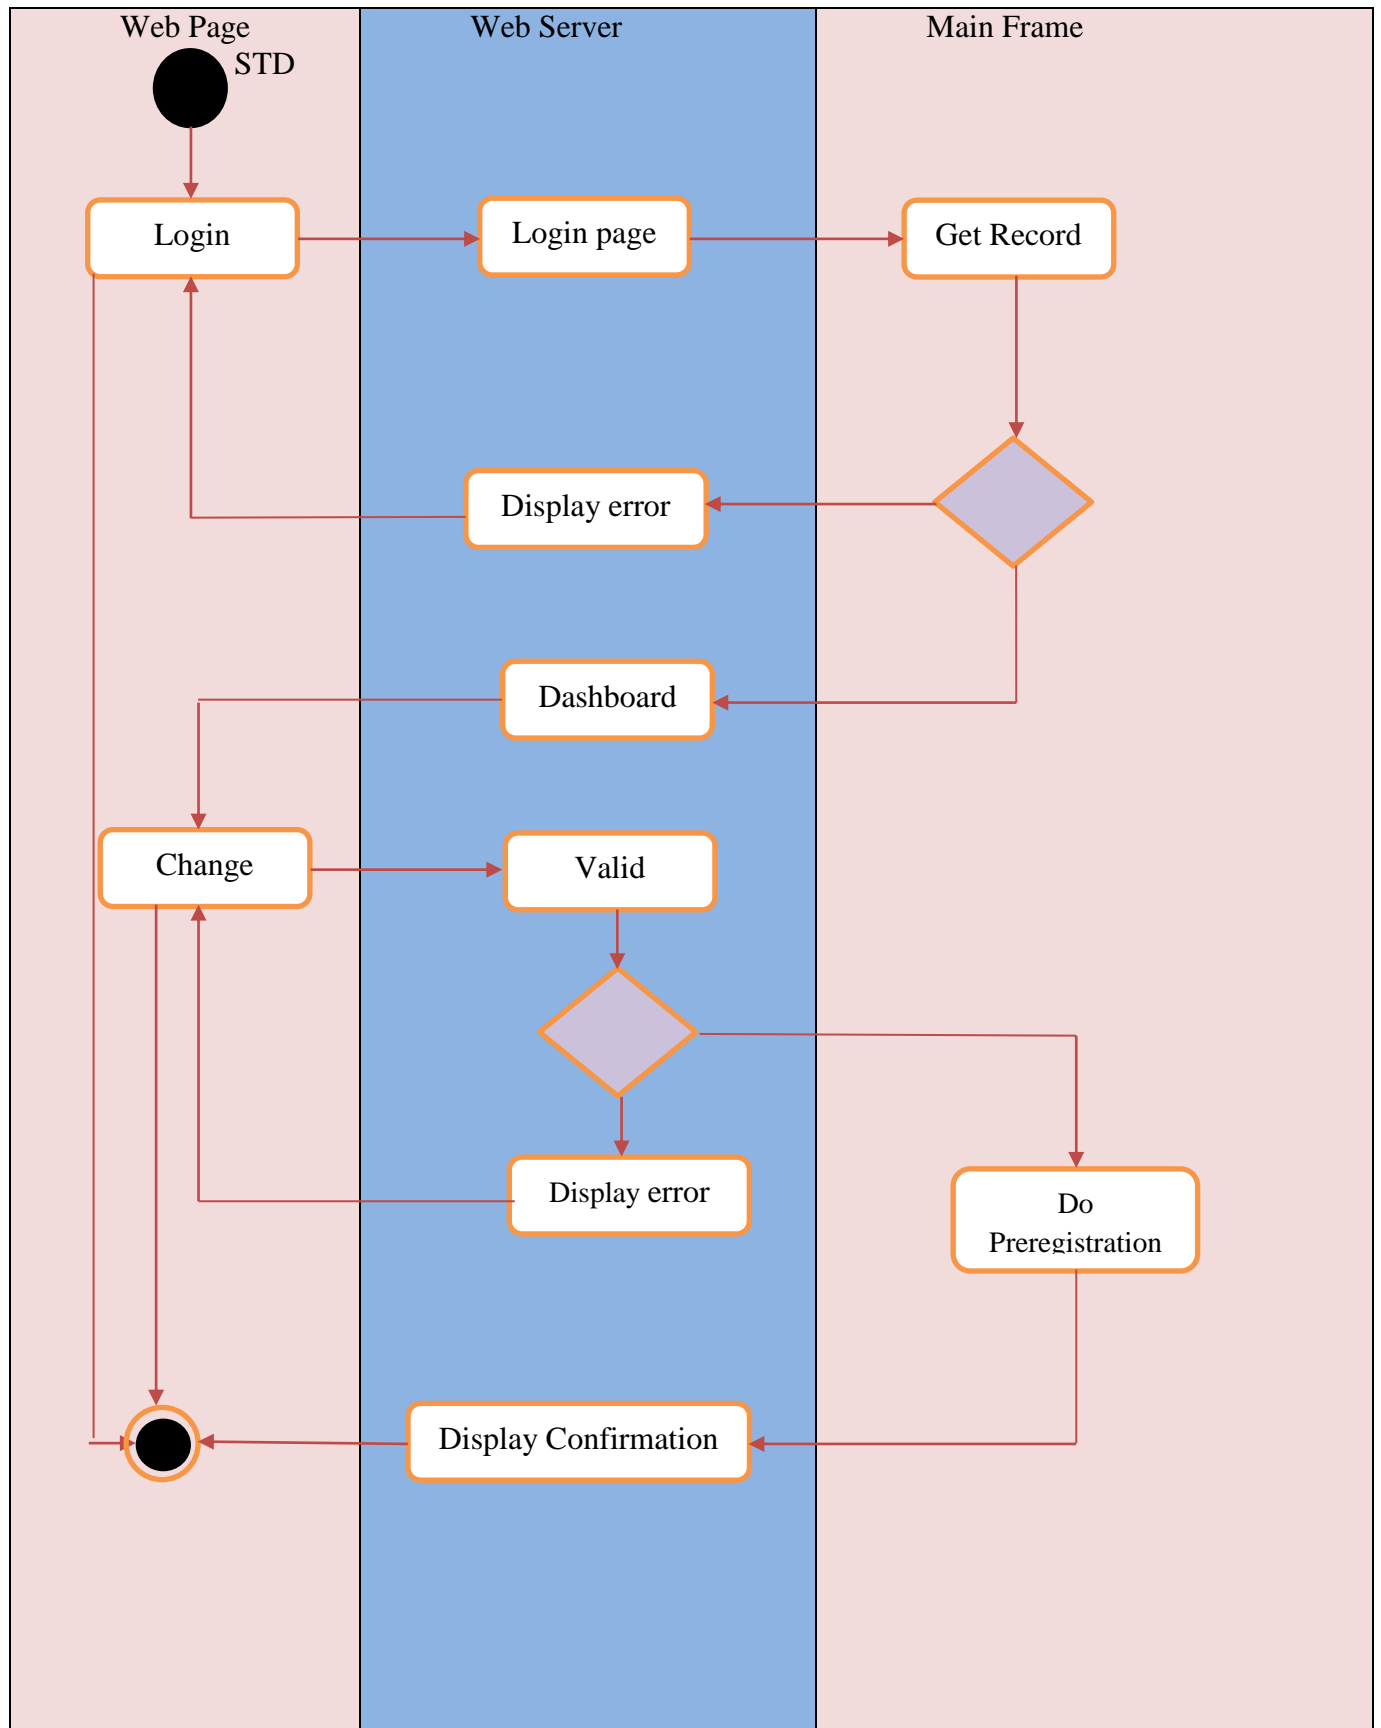 Web Page
Web Server
Main Frame
STD
Login
Login page
Get Record
Display error
Dashboard
Change
Valid
Display error
Do
Preregistration
Display Confirmation